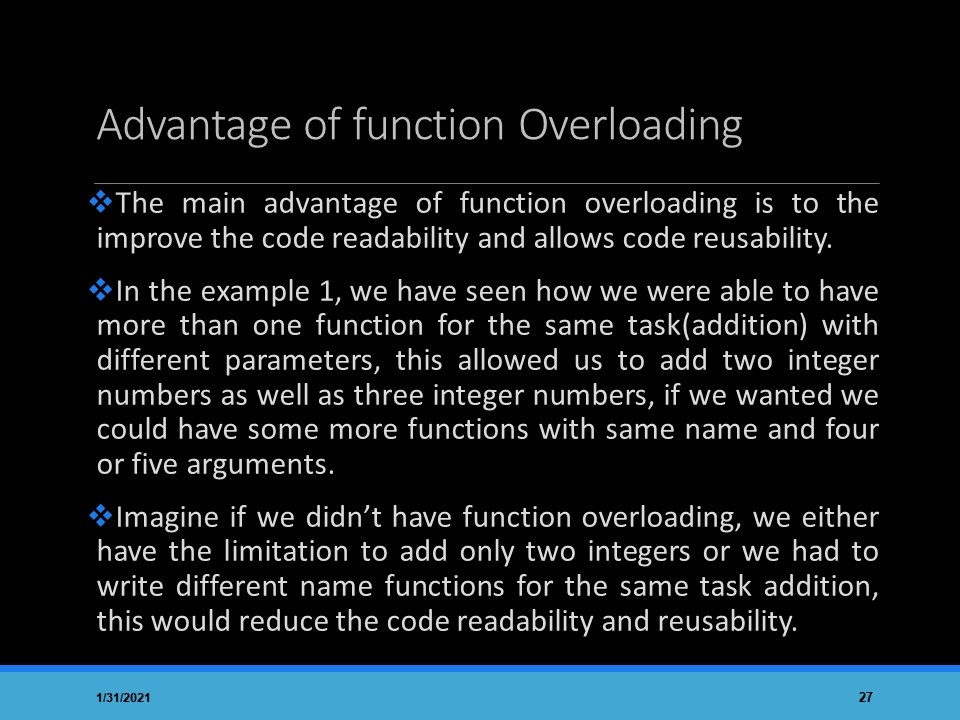 Advantage of function Overloading
The main advantage of function overloading is to the
improve the code readability and allows code reusability.
In the example 1, we have seen how we were able to have
more than one function for the same task(addition) with
different parameters, this allowed us to add two integer
numbers as well as three integer numbers, if we wanted we
could have some more functions with same name and four
or five arguments.
Imagine if we didn’t have function overloading, we either
have the limitation to add only two integers or we had to
write different name functions for the same task addition,
this would reduce the code readability and reusability.
1/31/2021
27